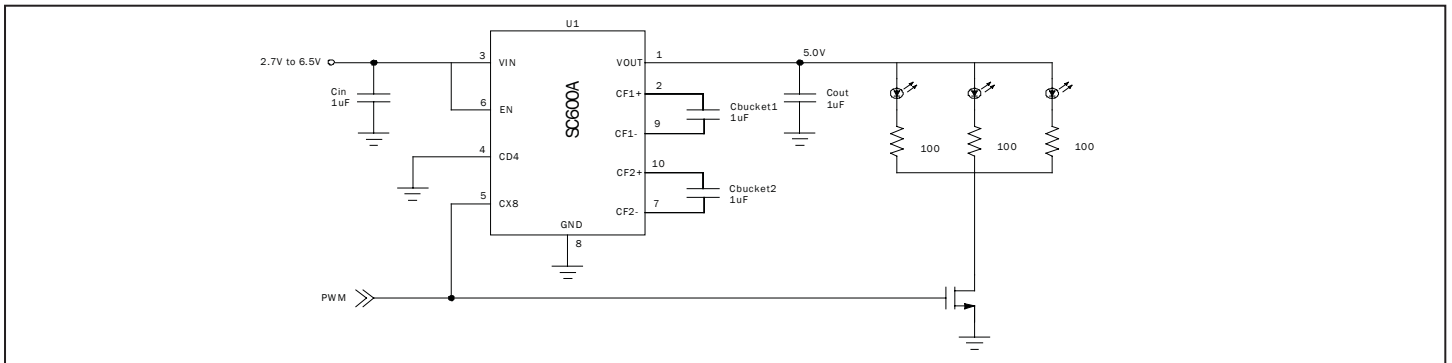 U1
2.7V to 6.5V
3
VIN
VOUT
1
5.0V
Cin
1uF
6
EN
SC600A
CF1+
2
Cbucket1
1uF
CF1-
9
Cout
1uF
4
CD4
CF2+
10
Cbucket2
1uF
5
CX8
CF2-
7
100
100
100
GND
8
PWM